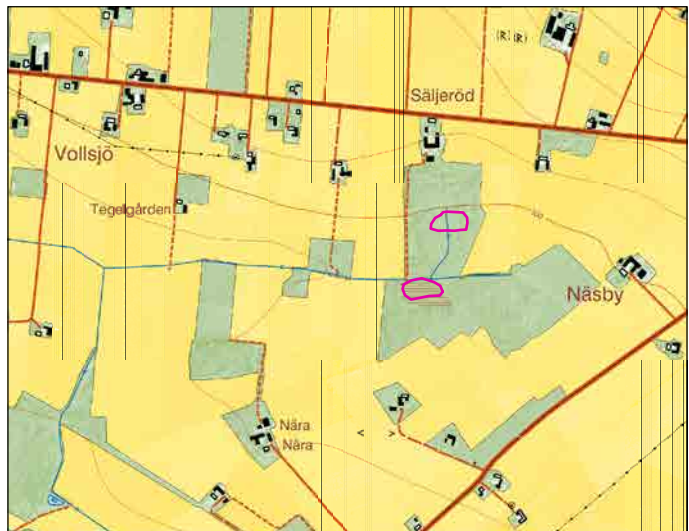 (R) (R)
Säljeröd
Vollsjö
Tegelgården
Näsby
Nära
Nära